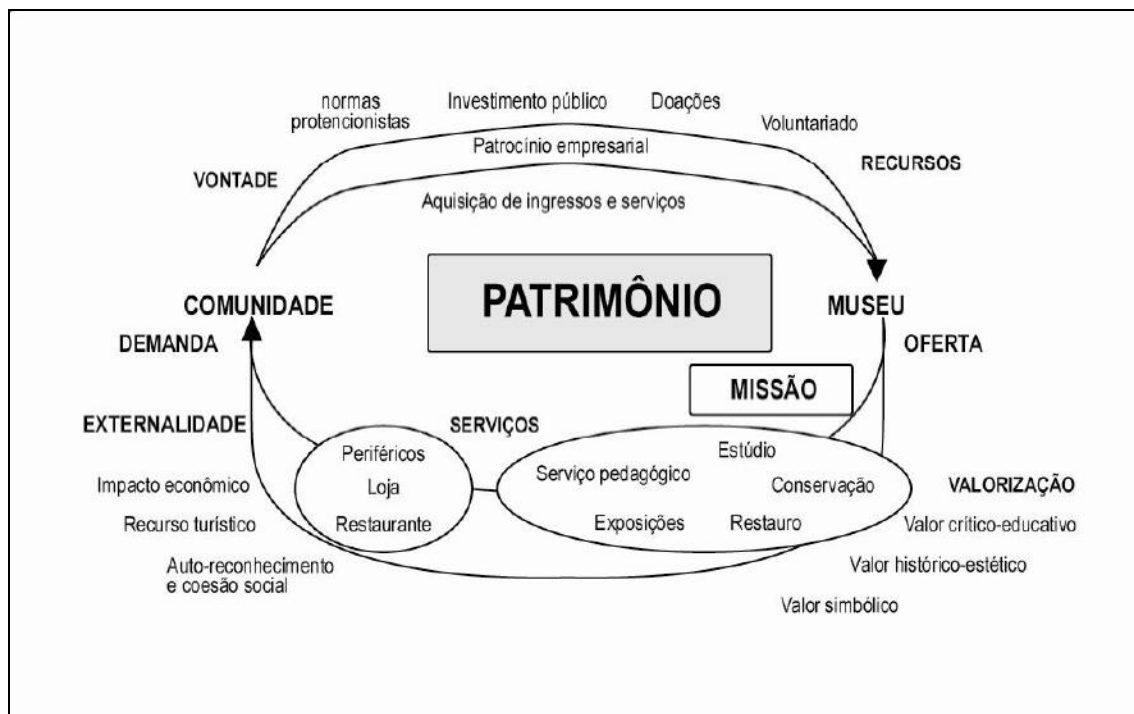 normas
protencionistas
Investimento público
Doações
Voluntariado
Patrocínio empresarial
VONTADE
RECURSOS
Aquisição de ingressos e serviços
PATRIMÔNIO
COMUNIDADE
MUSEU
DEMANDA
OFERTA
MISSÃO
EXTERNALIDADE
SERVIÇOS
Periféricos
Loja
Restaurante
Estúdio
Serviço pedagógico
Conservação
Exposições
Restauro
Impacto econômico
Recurso turístico
Auto-reconhecimento
e coesão social
VALORIZAÇÃO
Valor crítico-educativo
Valor histórico-estético
Valor simbólico